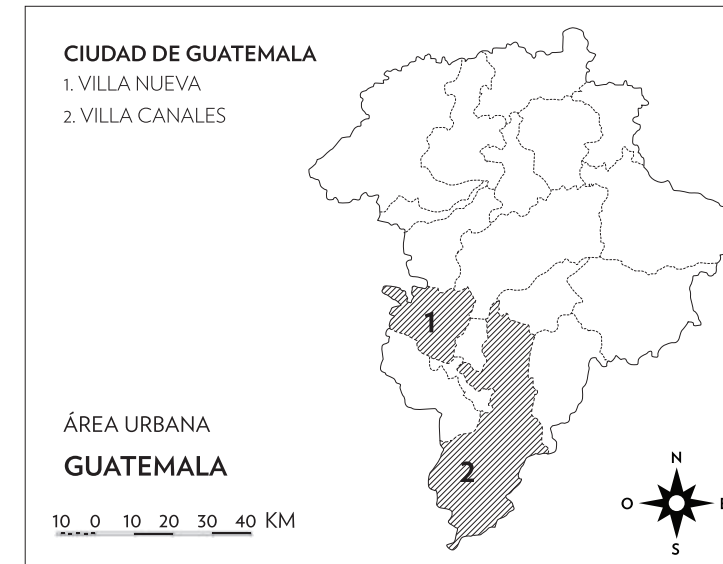 CIUDAD DE GUATEMALA
1. VILLA NUEVA
2. VILLA CANALES
1
2
ÁREA URBANA
GUATEMALA
10 0 10 20 30 40 KM
N
O
E
S